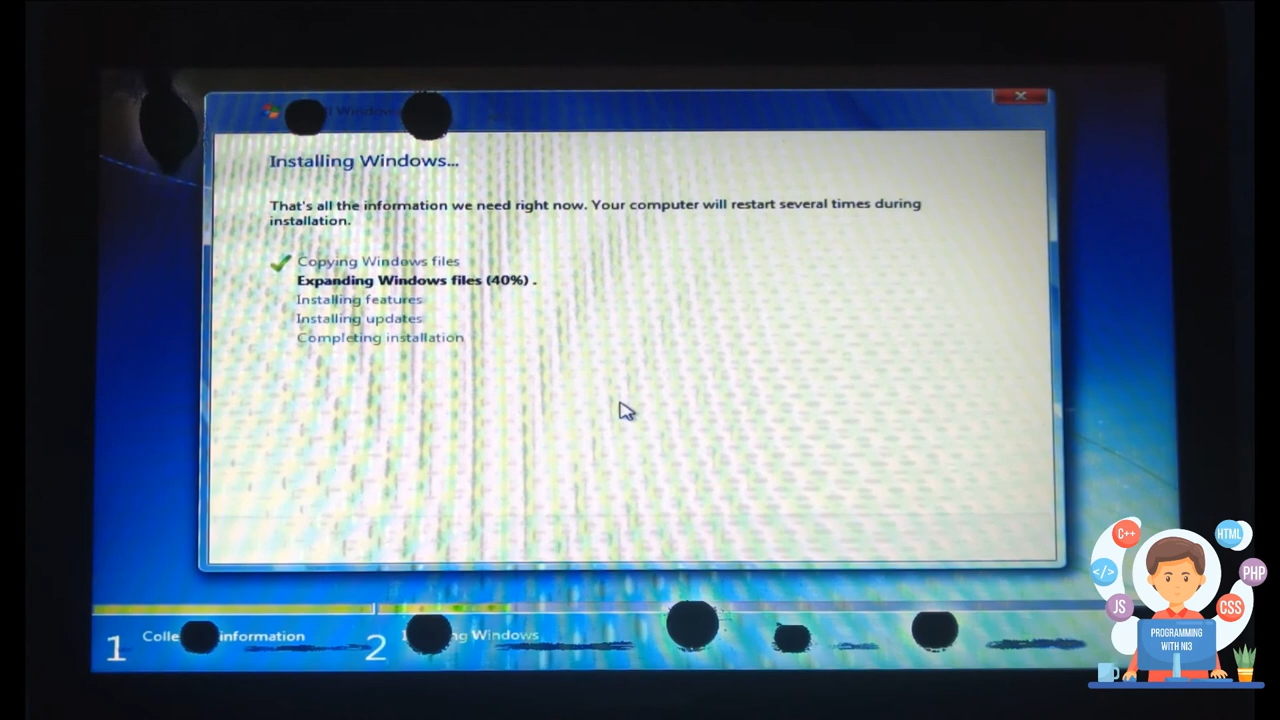 Windows
Installing Windows...
That's all the information we need right now. Your computer will restart several times during
installation.
Copying Windows files
Expanding Windows files (40%) .
Installing features
Installing updates
Completing installation
1 information
2 Windows
C++
HTML
</>
PHP
JS
CSS
PROGRAMMING
WITH NI3